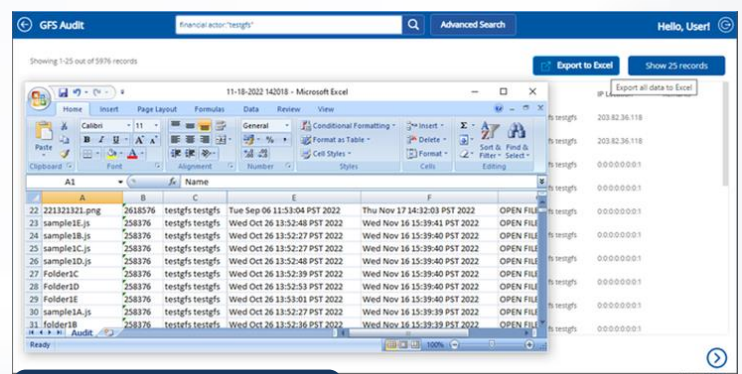 GFS Audit
financial actor:"testgfs"
Advanced Search
Hello, User!
Showing 1-25 out of 5976 records
Export to Excel
Show 25 records
Export all data to Excel
11-18-2022 142018 - Microsoft Excel
Home Insert Page Layout Formulas Data Review View
Paste
Calibri 11
General
Conditional Formatting
Format as Table
Cell Styles
Insert
Delete
Format
Sort & Filter
Find & Select
Clipboard Font Alignment Number Styles Cells Editing
A1 fx Name
A B C E F
22 221321321.png 2618576 testgfs testgfs Tue Sep 06 11:53:04 PST 2022 Thu Nov 17 14:32:03 PST 2022 OPEN FILE
23 sample1E.js 258376 testgfs testgfs Wed Oct 26 13:52:48 PST 2022 Wed Nov 16 15:39:41 PST 2022 OPEN FILE
24 sample1B.js 258376 testgfs testgfs Wed Oct 26 13:52:27 PST 2022 Wed Nov 16 15:39:40 PST 2022 OPEN FILE
25 sample1C.js 258376 testgfs testgfs Wed Oct 26 13:52:27 PST 2022 Wed Nov 16 15:39:40 PST 2022 OPEN FILE
26 sample1D.js 258376 testgfs testgfs Wed Oct 26 13:52:48 PST 2022 Wed Nov 16 15:39:40 PST 2022 OPEN FILE
27 Folder1C 258376 testgfs testgfs Wed Oct 26 13:52:39 PST 2022 Wed Nov 16 15:39:40 PST 2022 OPEN FILE
28 Folder1D 258376 testgfs testgfs Wed Oct 26 13:52:53 PST 2022 Wed Nov 16 15:39:40 PST 2022 OPEN FILE
29 Folder1E 258376 testgfs testgfs Wed Oct 26 13:53:01 PST 2022 Wed Nov 16 15:39:40 PST 2022 OPEN FILE
30 sample1A.js 258376 testgfs testgfs Wed Oct 26 13:52:27 PST 2022 Wed Nov 16 15:39:39 PST 2022 OPEN FILE
31 folder1B 258376 testgfs testgfs Wed Oct 26 13:52:36 PST 2022 Wed Nov 16 15:39:39 PST 2022 OPEN FILE
Audit
Ready 100%
fs testgfs 203.82.36.118
fs testgfs 203.82.36.118
fs testgfs 0:0:0:0:0:0:0:1
fs testgfs 0:0:0:0:0:0:0:1
fs testgfs 0:0:0:0:0:0:0:1
fs testgfs 0:0:0:0:0:0:0:1
fs testgfs 0:0:0:0:0:0:0:1
fs testgfs 0:0:0:0:0:0:0:1
fs testgfs 0:0:0:0:0:0:0:1
fs testgfs 0:0:0:0:0:0:0:1